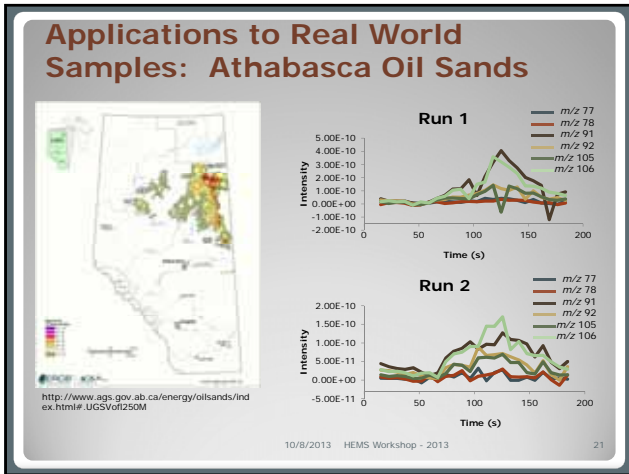 Applications to Real World
Samples: Athabasca Oil Sands
Run 1
m/z 77
m/z 78
m/z 91
m/z 92
m/z 105
m/z 106
5.00E-10
4.00E-10
3.00E-10
2.00E-10
1.00E-10
0.00E+00
-1.00E-10
-2.00E-10
Intensity
0 50 100 150 200
Time (s)
Run 2
m/z 77
m/z 78
m/z 91
m/z 92
m/z 105
m/z 106
2.00E-10
1.50E-10
1.00E-10
5.00E-11
0.00E+00
-5.00E-11
Intensity
0 50 100 150 200
Time (s)
http://www.ags.gov.ab.ca/energy/oilsands/ind
ex.html#.UGSVofl250M
10/8/2013 HEMS Workshop - 2013 21